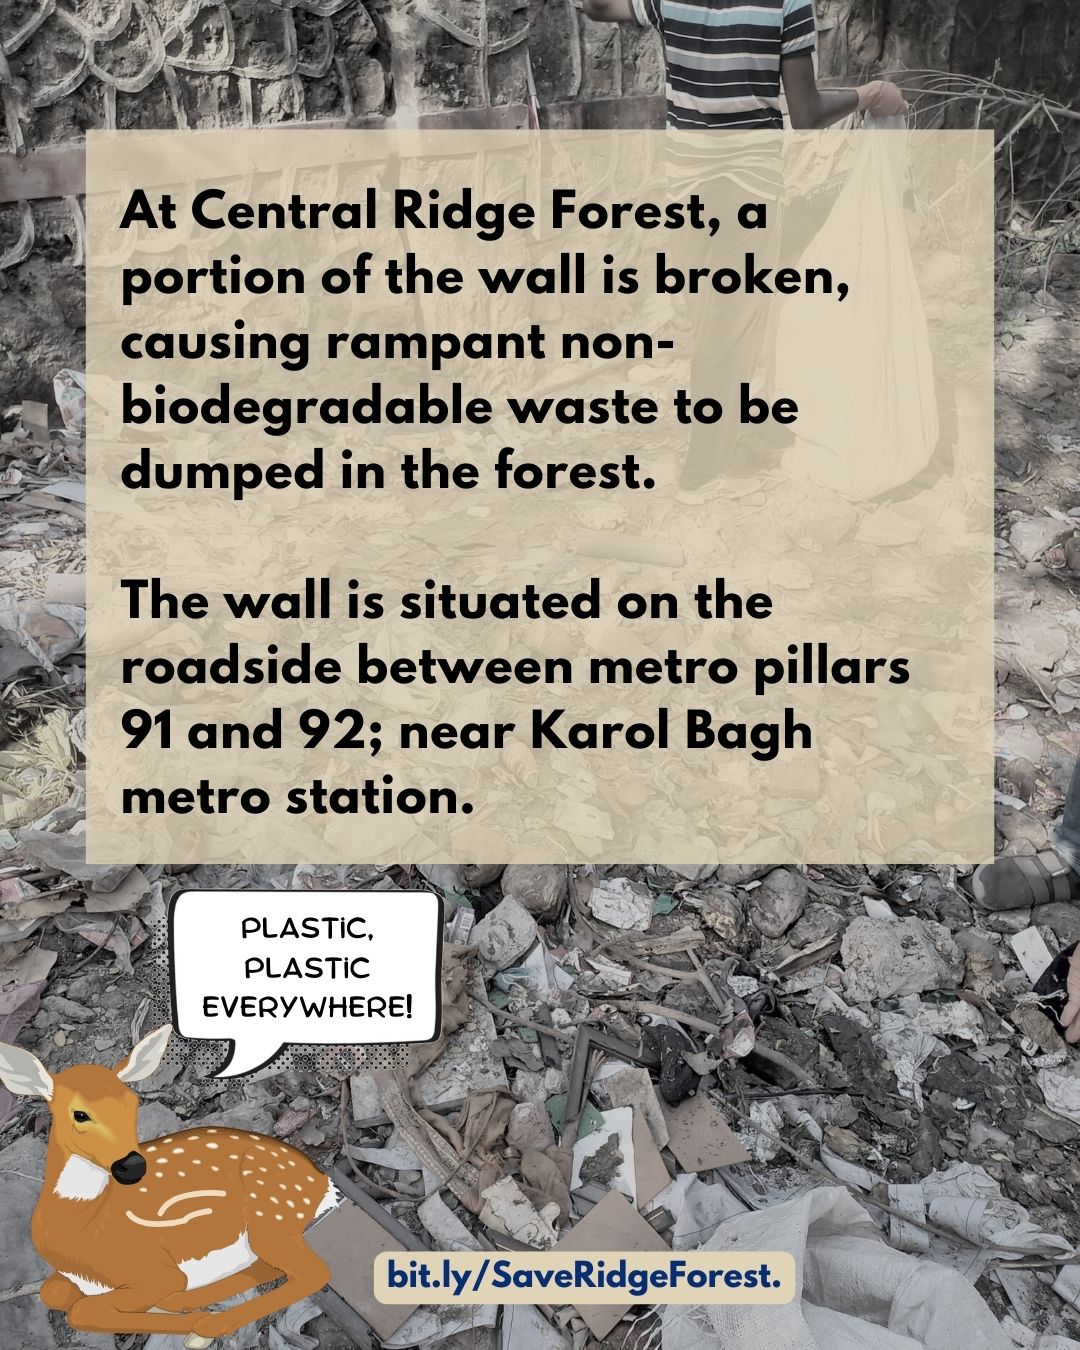 At Central Ridge Forest, a
portion of the wall is broken,
causing rampant non-
biodegradable waste to be
dumped in the forest.
The wall is situated on the
roadside between metro pillars
91 and 92; near Karol Bagh
metro station.
PLASTiC,
PLASTiC
EVERYWHERE!
bit.ly/SaveRidgeForest.